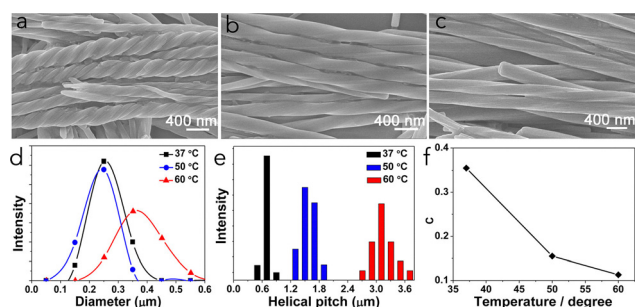 a
400 nm
b
400 nm
c
400 nm
d
37 °C
50 °C
60 °C
Intensity
0.0 0.1 0.2 0.3 0.4 0.5 0.6
Diameter (μm)
e
37 °C
50 °C
60 °C
Intensity
0.0 0.6 1.2 1.8 2.4 3.0 3.6
Helical pitch (μm)
f
0.4
0.3
0.2
0.1
C
35 40 45 50 55 60
Temperature / degree